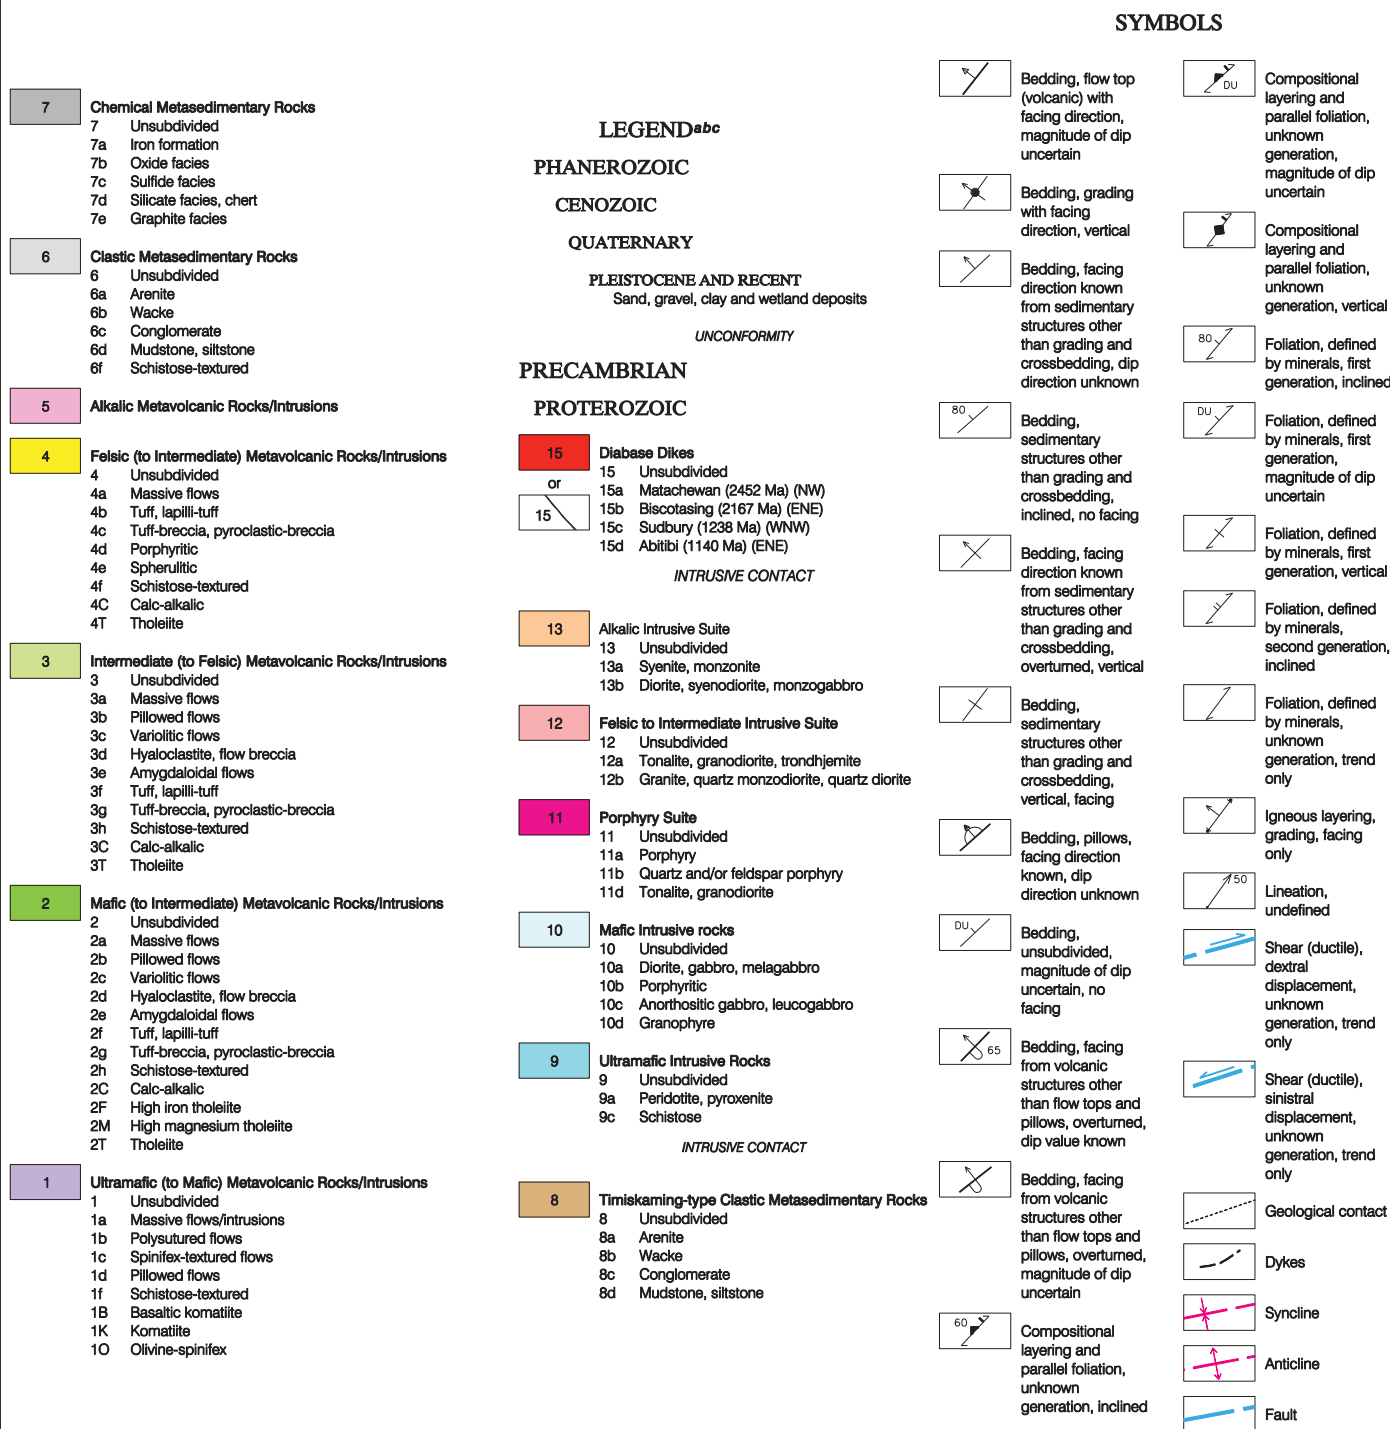 SYMBOLS
7
Chemical Metasedimentary Rocks
7 Unsubdivided
7a Iron formation
7b Oxide facies
7c Sulfide facies
7d Silicate facies, chert
7e Graphite facies
6
Clastic Metasedimentary Rocks
6 Unsubdivided
6a Arenite
6b Wacke
6c Conglomerate
6d Mudstone, siltstone
6f Schistose-textured
5
Alkalic Metavolcanic Rocks/Intrusions
4
Felsic (to Intermediate) Metavolcanic Rocks/Intrusions
4 Unsubdivided
4a Massive flows
4b Tuff, lapilli-tuff
4c Tuff-breccia, pyroclastic-breccia
4d Porphyritic
4e Spherulitic
4f Schistose-textured
4C Calc-alkalic
4T Tholeiite
3
Intermediate (to Felsic) Metavolcanic Rocks/Intrusions
3 Unsubdivided
3a Massive flows
3b Pillowed flows
3c Variolitic flows
3d Hyaloclastite, flow breccia
3e Amygdaloidal flows
3f Tuff, lapilli-tuff
3g Tuff-breccia, pyroclastic-breccia
3h Schistose-textured
3C Calc-alkalic
3T Tholeiite
2
Mafic (to Intermediate) Metavolcanic Rocks/Intrusions
2 Unsubdivided
2a Massive flows
2b Pillowed flows
2c Variolitic flows
2d Hyaloclastite, flow breccia
2e Amygdaloidal flows
2f Tuff, lapilli-tuff
2g Tuff-breccia, pyroclastic-breccia
2h Schistose-textured
2C Calc-alkalic
2F High iron tholeiite
2M High magnesium tholeiite
2T Tholeiite
1
Ultramafic (to Mafic) Metavolcanic Rocks/Intrusions
1 Unsubdivided
1a Massive flows/intrusions
1b Polysutured flows
1c Spinifex-textured flows
1d Pillowed flows
1f Schistose-textured
1B Basaltic komatiite
1K Komatiite
1O Olivine-spinifex
LEGENDabc
PHANEROZOIC
CENOZOIC
QUATERNARY
PLEISTOCENE AND RECENT
Sand, gravel, clay and wetland deposits
UNCONFORMITY
PRECAMBRIAN
PROTEROZOIC
15
or
15
Diabase Dikes
15 Unsubdivided
15a Matachewan (2452 Ma) (NW)
15b Biscotasing (2167 Ma) (ENE)
15c Sudbury (1238 Ma) (WNW)
15d Abitibi (1140 Ma) (ENE)
INTRUSIVE CONTACT
13
Alkalic Intrusive Suite
13 Unsubdivided
13a Syenite, monzonite
13b Diorite, syenodiorite, monzogabbro
12
Felsic to Intermediate Intrusive Suite
12 Unsubdivided
12a Tonalite, granodiorite, trondhjemite
12b Granite, quartz monzodiorite, quartz diorite
11
Porphyry Suite
11 Unsubdivided
11a Porphyry
11b Quartz and/or feldspar porphyry
11d Tonalite, granodiorite
10
Mafic Intrusive rocks
10 Unsubdivided
10a Diorite, gabbro, melagabbro
10b Porphyritic
10c Anorthositic gabbro, leucogabbro
10d Granophyre
9
Ultramafic Intrusive Rocks
9 Unsubdivided
9a Peridotite, pyroxenite
9c Schistose
INTRUSIVE CONTACT
8
Timiskaming-type Clastic Metasedimentary Rocks
8 Unsubdivided
8a Arenite
8b Wacke
8c Conglomerate
8d Mudstone, siltstone
Bedding, flow top
(volcanic) with
facing direction,
magnitude of dip
uncertain
Bedding, grading
with facing
direction, vertical
Bedding, facing
direction known
from sedimentary
structures other
than grading and
crossbedding, dip
direction unknown
80
Bedding,
sedimentary
structures other
than grading and
crossbedding,
inclined, no facing
Bedding, facing
direction known
from sedimentary
structures other
than grading and
crossbedding,
overturned, vertical
Bedding,
sedimentary
structures other
than grading and
crossbedding,
vertical, facing
Bedding, pillows,
facing direction
known, dip
direction unknown
DU
Bedding,
unsubdivided,
magnitude of dip
uncertain, no
facing
65
Bedding, facing
from volcanic
structures other
than flow tops and
pillows, overturned,
dip value known
Bedding, facing
from volcanic
structures other
than flow tops and
pillows, overturned,
magnitude of dip
uncertain
60
Compositional
layering and
parallel foliation,
unknown
generation, inclined
DU
Compositional
layering and
parallel foliation,
unknown
generation,
magnitude of dip
uncertain
Compositional
layering and
parallel foliation,
unknown
generation, vertical
80
Foliation, defined
by minerals, first
generation, inclined
DU
Foliation, defined
by minerals, first
generation,
magnitude of dip
uncertain
Foliation, defined
by minerals, first
generation, vertical
Foliation, defined
by minerals,
second generation,
inclined
Foliation, defined
by minerals,
unknown
generation, trend
only
Igneous layering,
grading, facing
only
50
Lineation,
undefined
Shear (ductile),
dextral
displacement,
unknown
generation, trend
only
Shear (ductile),
sinistral
displacement,
unknown
generation, trend
only
Geological contact
Dykes
Syncline
Anticline
Fault